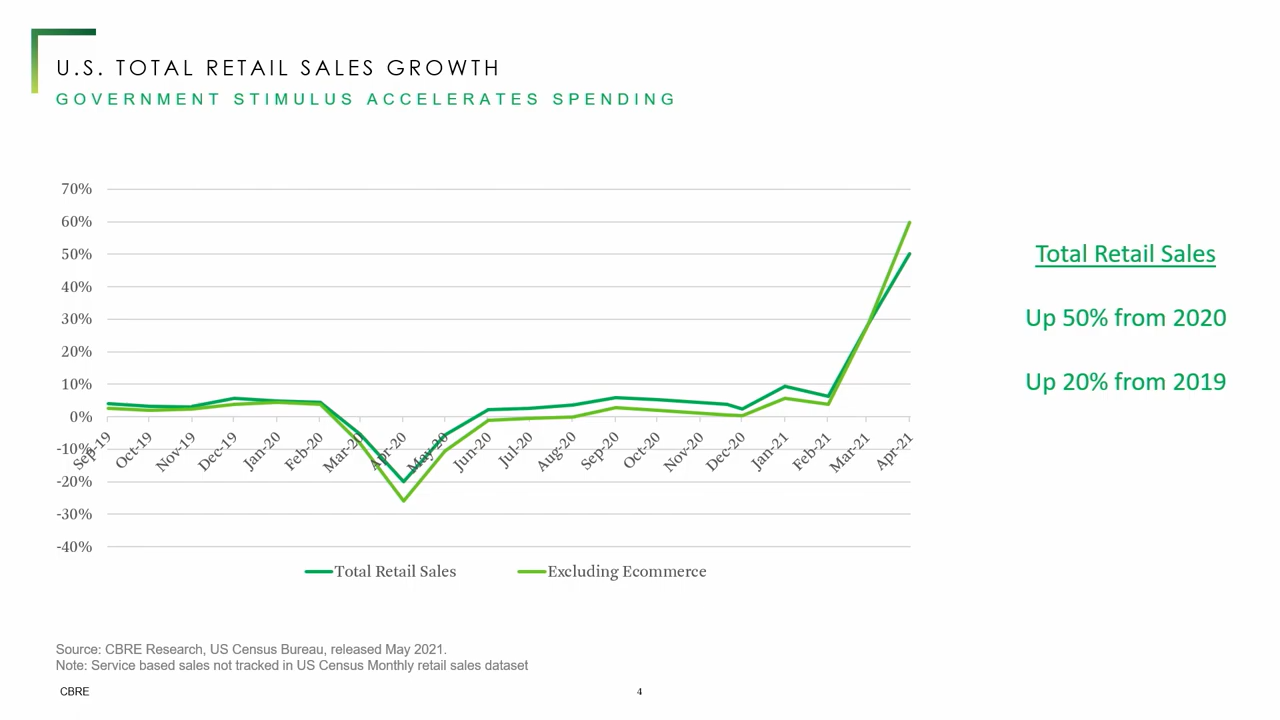 U.S. TOTAL RETAIL SALES GROWTH
GOVERNMENT STIMULUS ACCELERATES SPENDING
70%
60%
50%
40%
30%
20%
10%
0%
-10%
-20%
-30%
-40%
Sep-19
Oct-19
Nov-19
Dec-19
Jan-20
Feb-20
Mar-20
Apr-20
May-20
Jun-20
Jul-20
Aug-20
Sep-20
Oct-20
Nov-20
Dec-20
Jan-21
Feb-21
Mar-21
Apr-21
Total Retail Sales
Excluding Ecommerce
Total Retail Sales
Up 50% from 2020
Up 20% from 2019
Source: CBRE Research, US Census Bureau, released May 2021.
Note: Service based sales not tracked in US Census Monthly retail sales dataset
CBRE
4